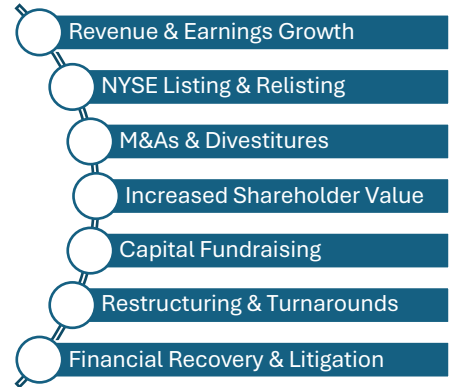 Revenue & Earnings Growth
NYSE Listing & Relisting
M&As & Divestitures
Increased Shareholder Value
Capital Fundraising
Restructuring & Turnarounds
Financial Recovery & Litigation